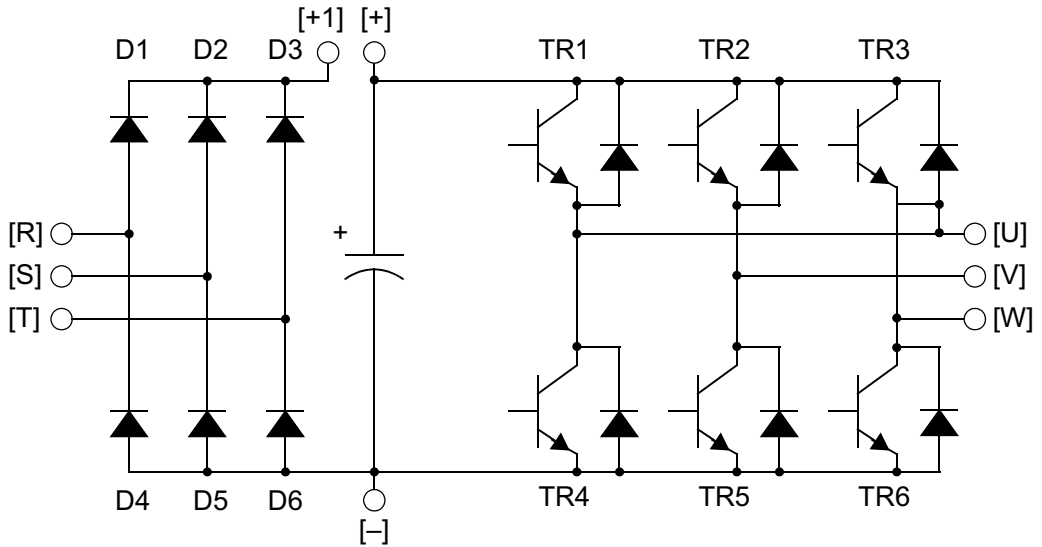 [+1] [+]
D1 D2 D3 TR1 TR2 TR3
[R] + [U]
[S] [V]
[T] [W]
D4 D5 D6 TR4 TR5 TR6
[–]